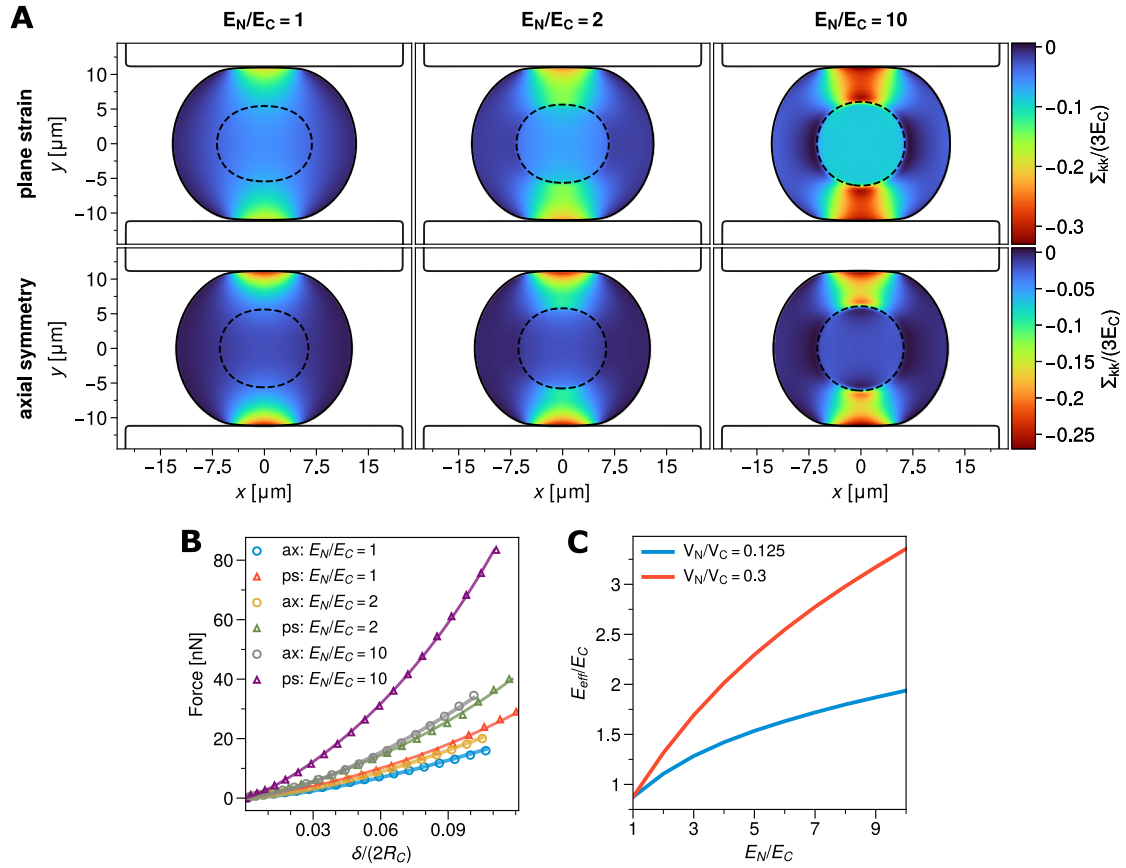 A
E_N/E_C = 1
E_N/E_C = 2
E_N/E_C = 10
plane strain
y [µm]
10
5
0
−5
−10
0
−0.1
−0.2
−0.3
Σ_kk/(3E_C)
axial symmetry
y [µm]
10
5
0
−5
−10
0
−0.05
−0.1
−0.15
−0.2
−0.25
Σ_kk/(3E_C)
−15 −7.5 0 7.5 15
−15 −7.5 0 7.5 15
−15 −7.5 0 7.5 15
x [µm]
x [µm]
x [µm]
B
Force [nN]
80
60
40
20
0
ax: E_N/E_C = 1
ps: E_N/E_C = 1
ax: E_N/E_C = 2
ps: E_N/E_C = 2
ax: E_N/E_C = 10
ps: E_N/E_C = 10
0.03 0.06 0.09
δ/(2R_C)
C
E_eff/E_C
3
2.5
2
1.5
1
V_N/V_C = 0.125
V_N/V_C = 0.3
1 3 5 7 9
E_N/E_C